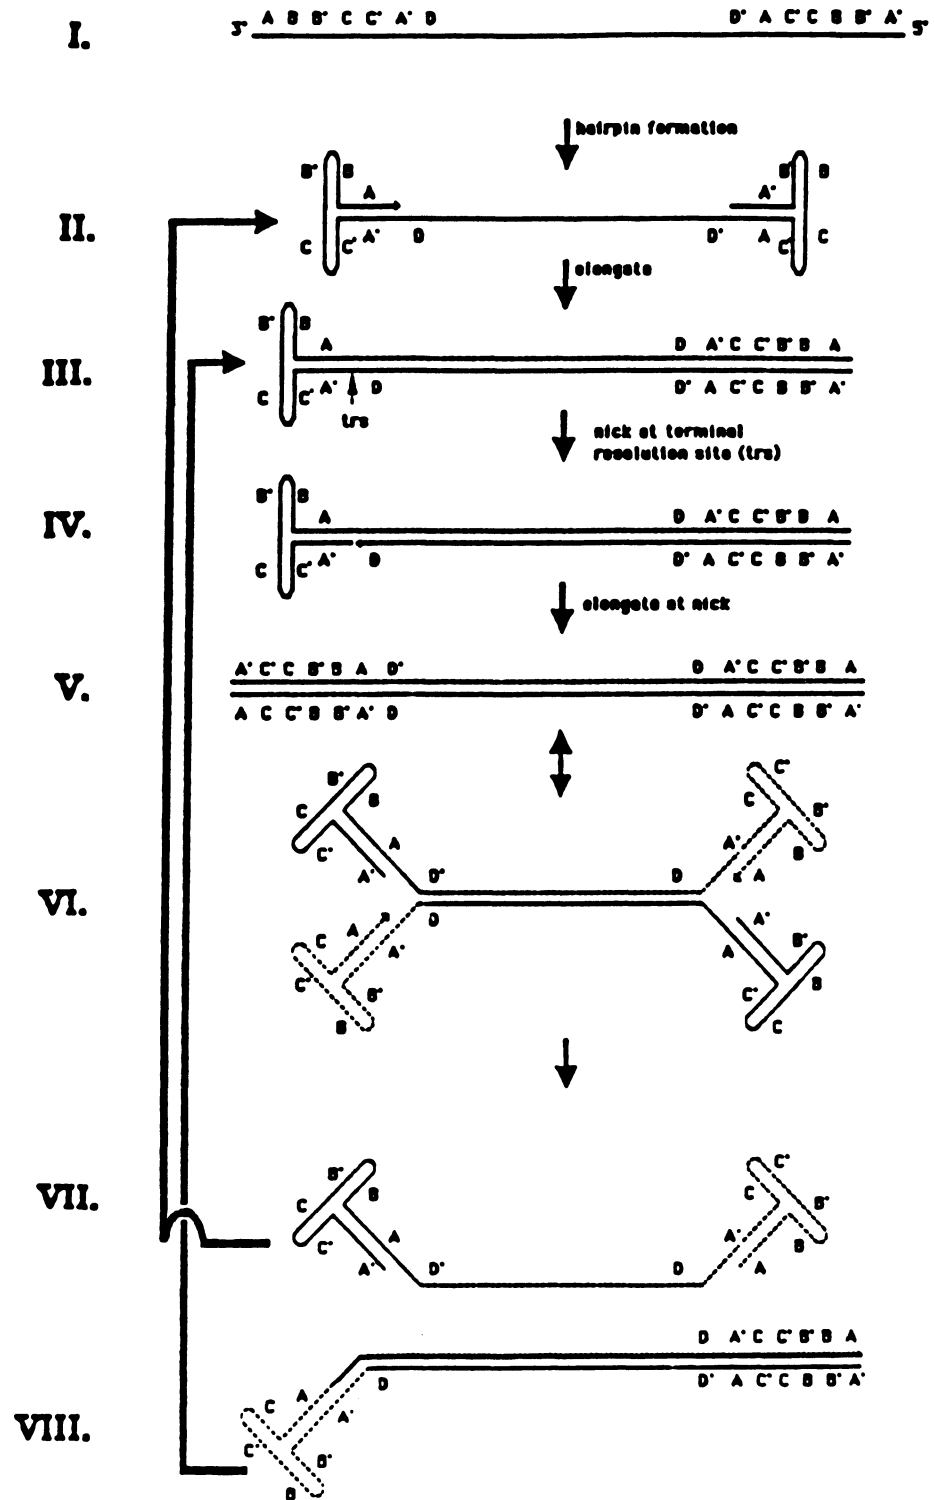 I.
3' A B B' C C' A' D D' A C' C B B' A' 5'
hairpin formation
II.
B' B A A' B' B
C C' A' D D' A C' C
elongate
III.
B' B A D A' C C' B' B A
C C' A' D D' A C' C B B' A'
trs
nick at terminal
resolution site (trs)
IV.
B' B A D A' C C' B' B A
C C' A' D D' A C' C B B' A'
elongate at nick
V.
A' C' C B' B A D' D A' C C' B' B A
A C C' B B' A' D D' A C' C B B' A'
VI.
B' C'
C B C B'
C' A A' B
A' D' D A
D
A A' A' A B'
C
C' B' C' B
B C
VII.
B' C'
C B C B'
C' A A' B
A' D' D A
VIII.
D A' C C' B' B A
D D' A C' C B B' A'
A
C A'
C' B'
B